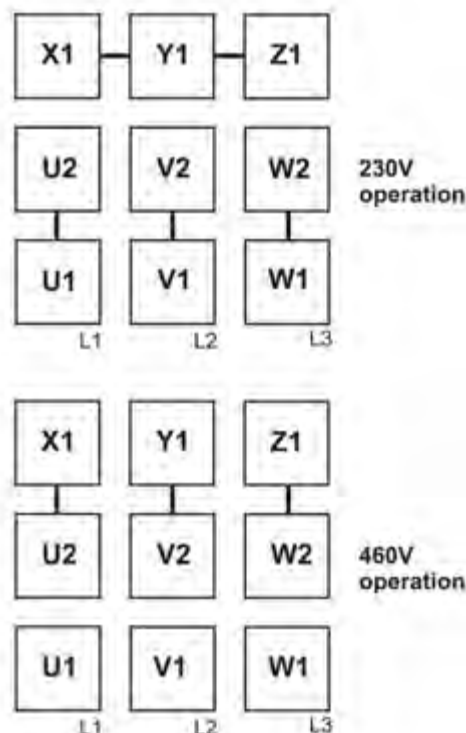 X1 Y1 Z1
U2 V2 W2 230V
operation
U1 V1 W1
L1 L2 L3
X1 Y1 Z1
U2 V2 W2 460V
operation
U1 V1 W1
L1 L2 L3